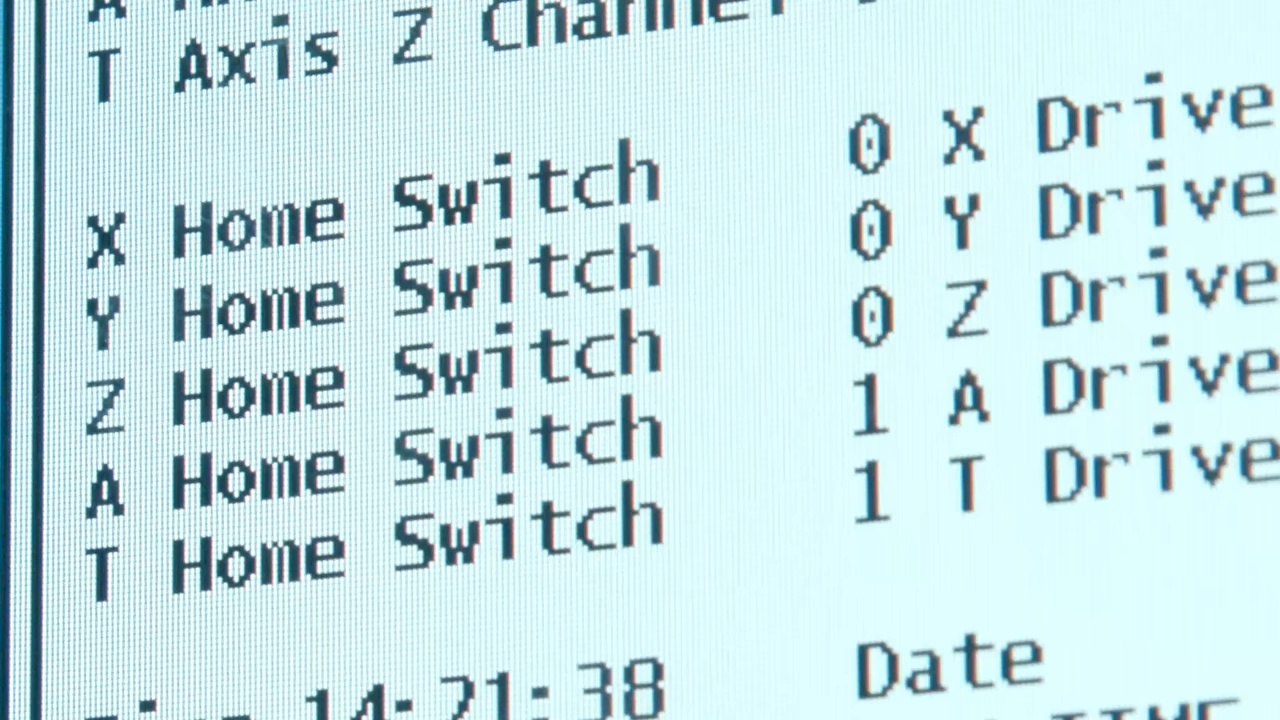 T Axis Z Channel
X Home Switch 0 X Drive
Y Home Switch 0 Y Drive
Z Home Switch 0 Z Drive
A Home Switch 1 A Drive
T Home Switch 1 T Drive
14:21:38 Date